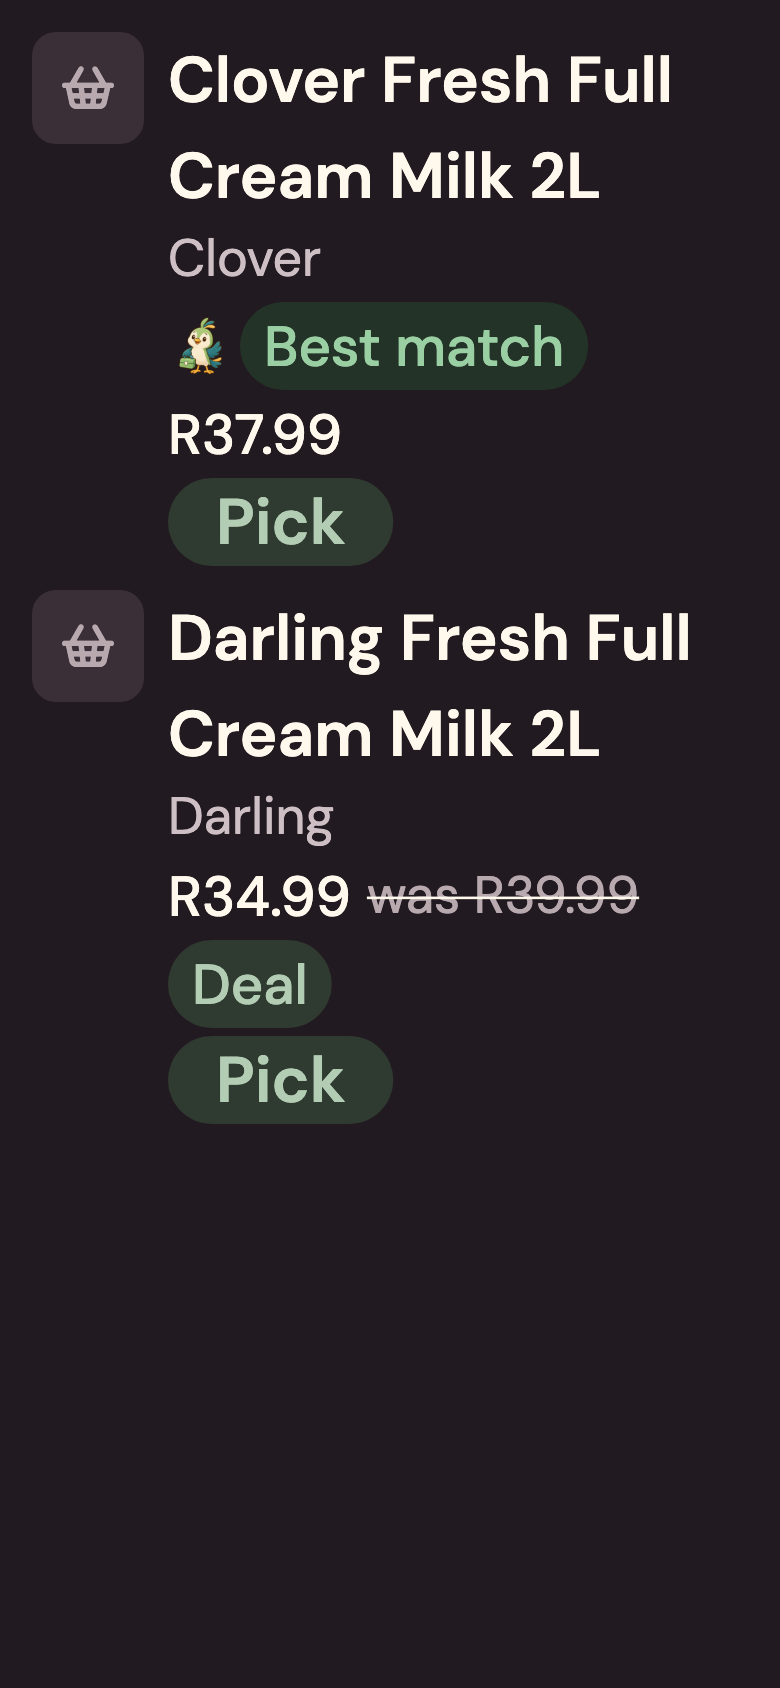 Clover Fresh Full
Cream Milk 2L
Clover
Best match
R37.99
Pick
Darling Fresh Full
Cream Milk 2L
Darling
R34.99 was R39.99
Deal
Pick